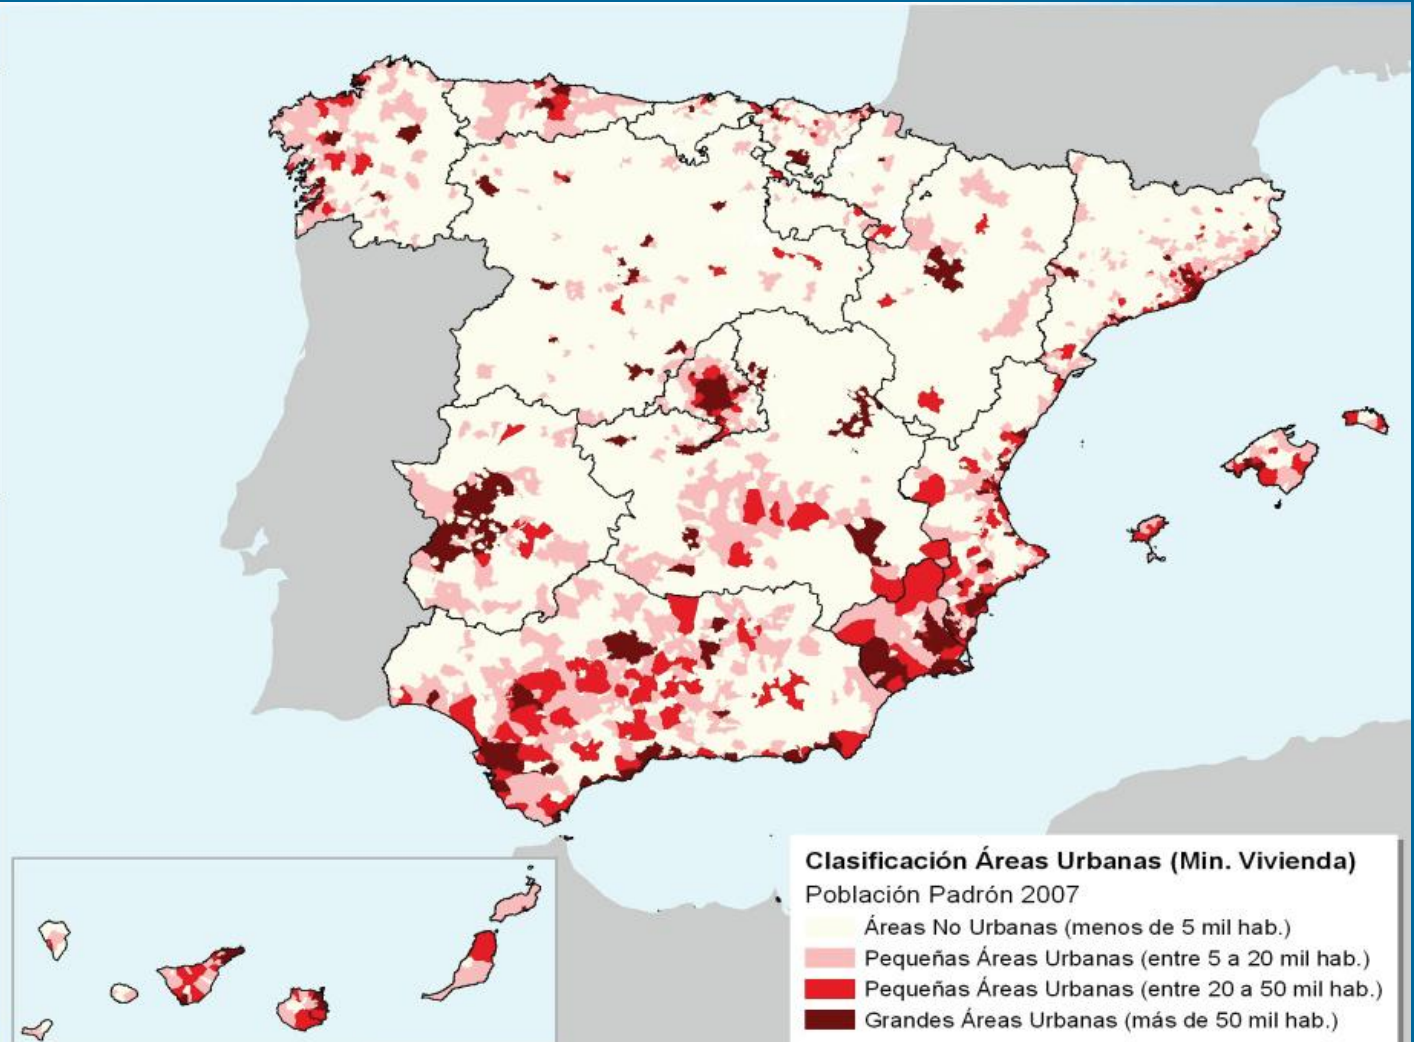 Clasificación Áreas Urbanas (Min. Vivienda)
Población Padrón 2007
Áreas No Urbanas (menos de 5 mil hab.)
Pequeñas Áreas Urbanas (entre 5 a 20 mil hab.)
Pequeñas Áreas Urbanas (entre 20 a 50 mil hab.)
Grandes Áreas Urbanas (más de 50 mil hab.)